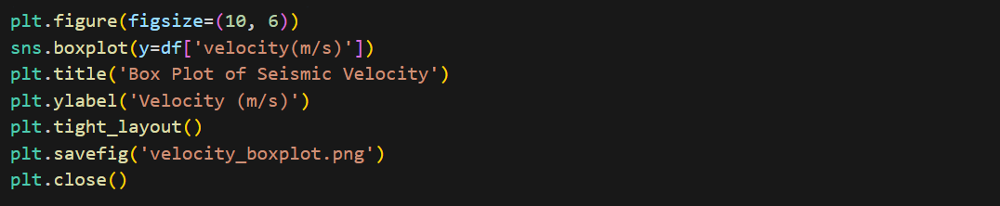 plt.figure(figsize=(10, 6))
sns.boxplot(y=df['velocity(m/s)'])
plt.title('Box Plot of Seismic Velocity')
plt.ylabel('Velocity (m/s)')
plt.tight_layout()
plt.savefig('velocity_boxplot.png')
plt.close()